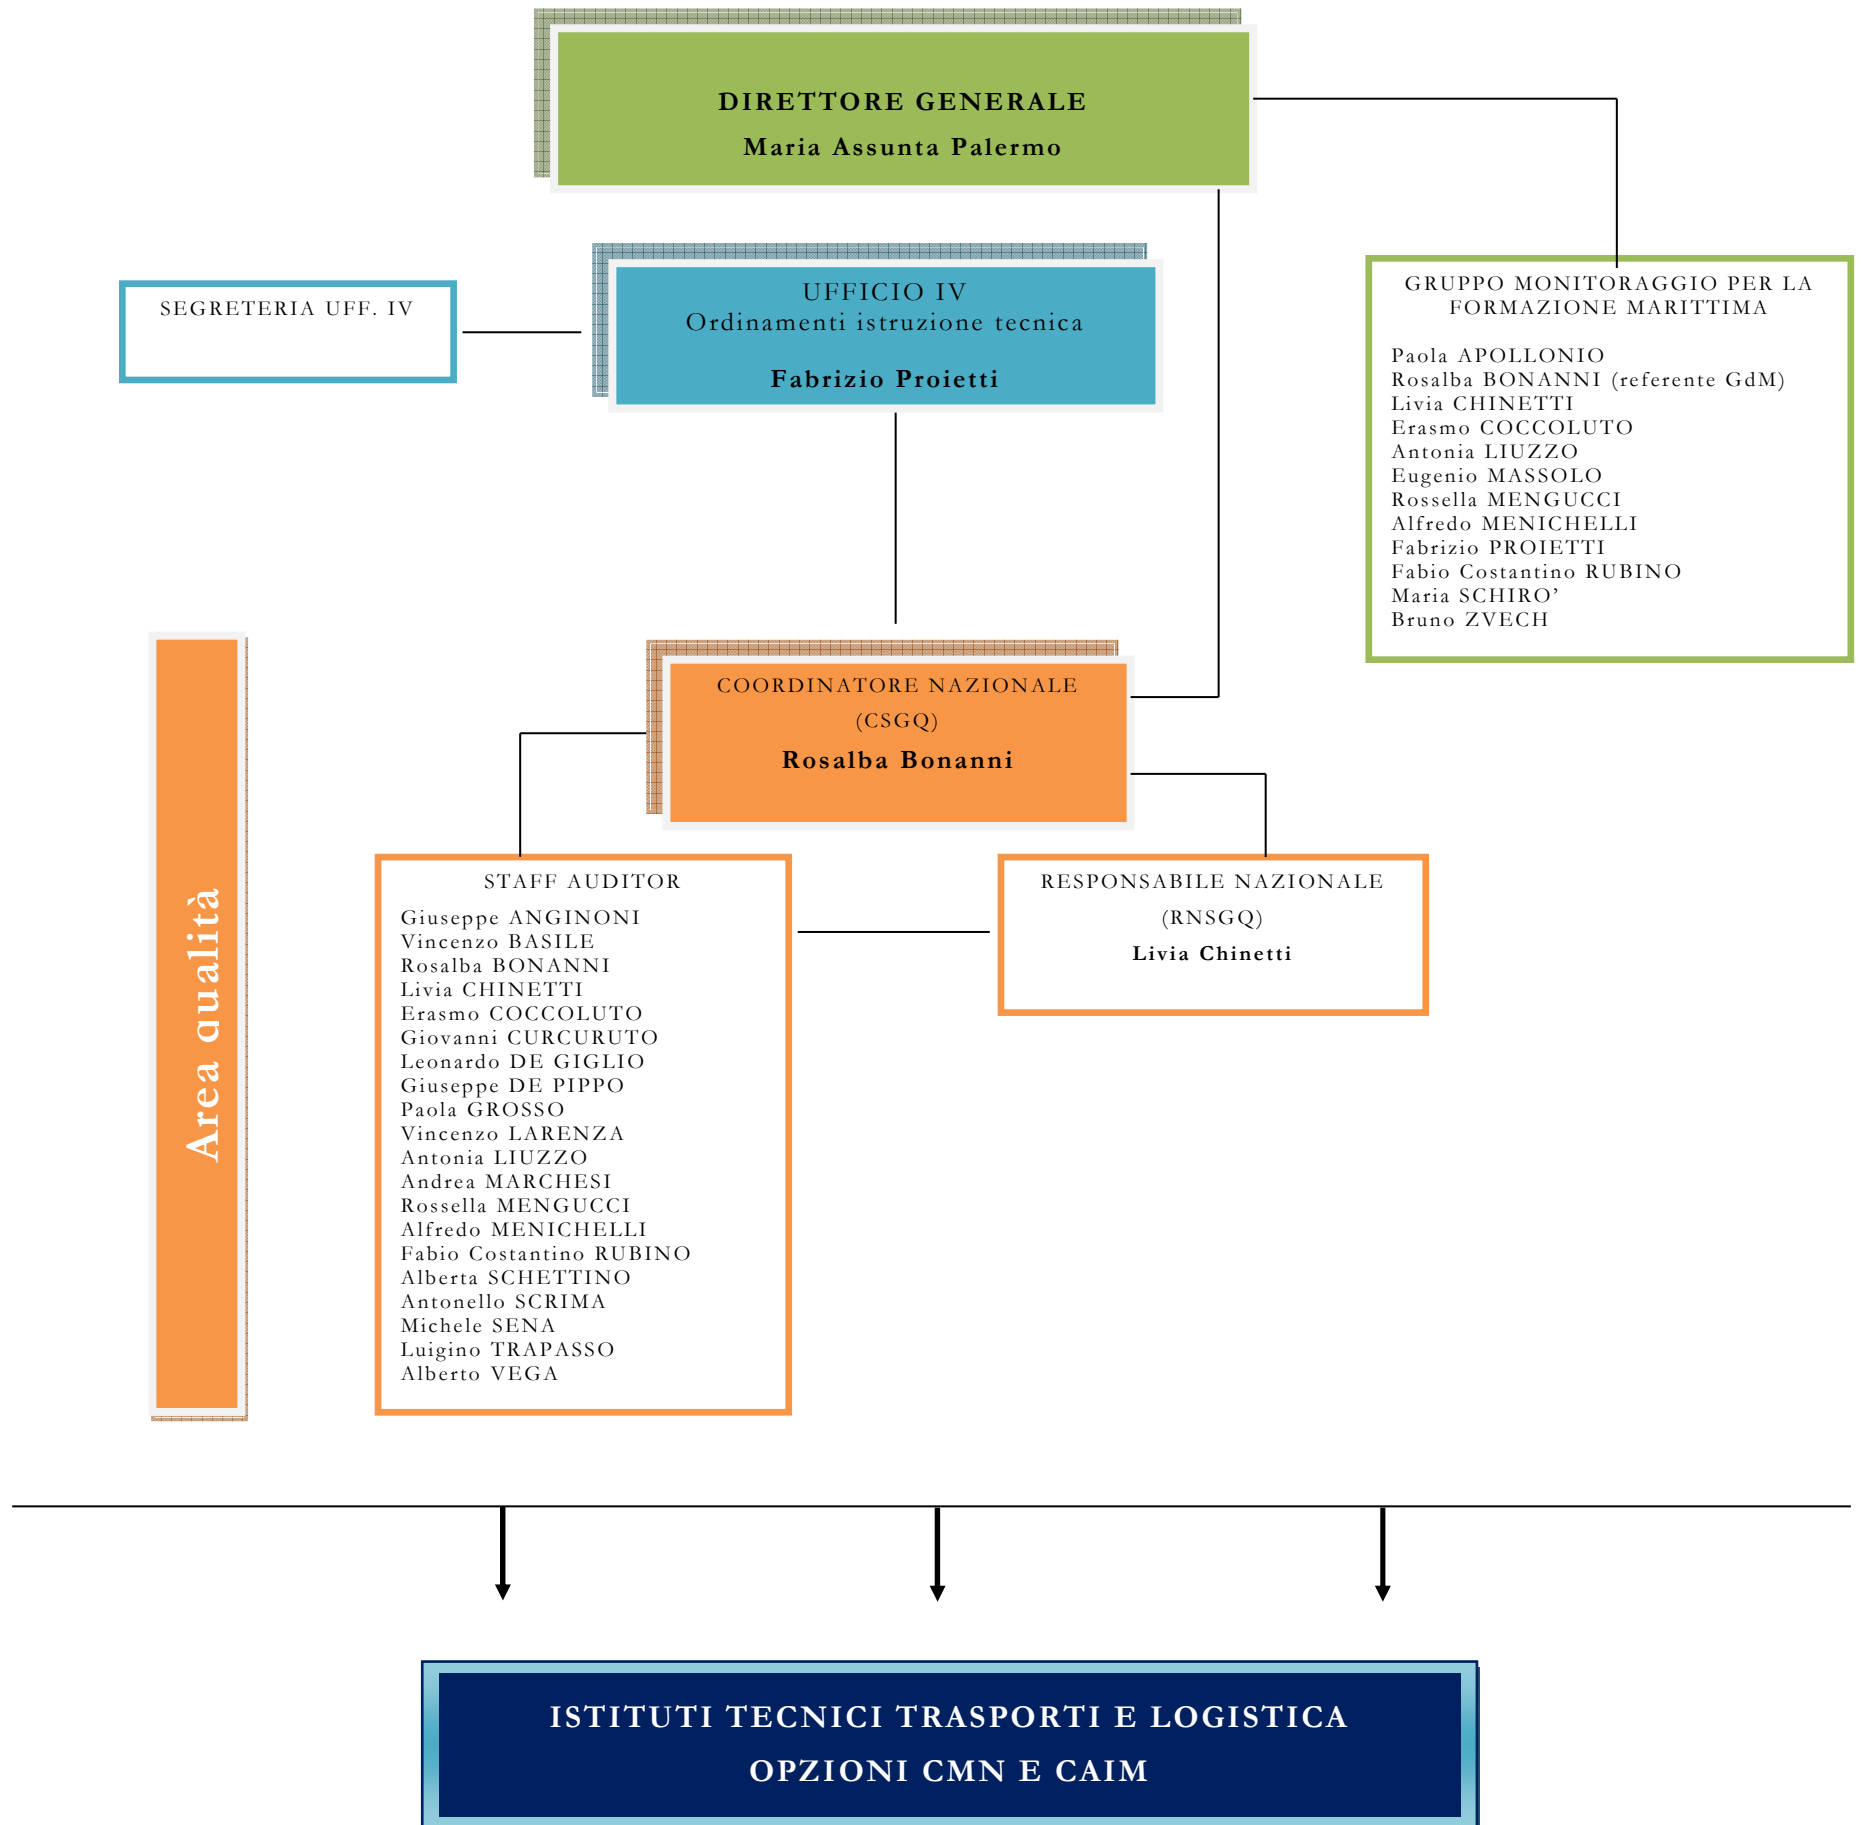 DIRETTORE GENERALE
Maria Assunta Palermo
SEGRETERIA UFF. IV
UFFICIO IV
Ordinamenti istruzione tecnica
Fabrizio Proietti
GRUPPO MONITORAGGIO PER LA
FORMAZIONE MARITTIMA
Paola APOLLONIO
Rosalba BONANNI (referente GdM)
Livia CHINETTI
Erasmo COCCOLUTO
Antonia LIUZZO
Eugenio MASSOLO
Rossella MENGUCCI
Alfredo MENICHELLI
Fabrizio PROIETTI
Fabio Costantino RUBINO
Maria SCHIRO’
Bruno ZVECH
Area qualità
COORDINATORE NAZIONALE
(CSGQ)
Rosalba Bonanni
STAFF AUDITOR
Giuseppe ANGINONI
Vincenzo BASILE
Rosalba BONANNI
Livia CHINETTI
Erasmo COCCOLUTO
Giovanni CURCURUTO
Leonardo DE GIGLIO
Giuseppe DE PIPPO
Paola GROSSO
Vincenzo LARENZA
Antonia LIUZZO
Andrea MARCHESI
Rossella MENGUCCI
Alfredo MENICHELLI
Fabio Costantino RUBINO
Alberta SCHETTINO
Antonello SCRIMA
Michele SENA
Luigino TRAPASSO
Alberto VEGA
RESPONSABILE NAZIONALE
(RNSGQ)
Livia Chinetti
ISTITUTI TECNICI TRASPORTI E LOGISTICA
OPZIONI CMN E CAIM